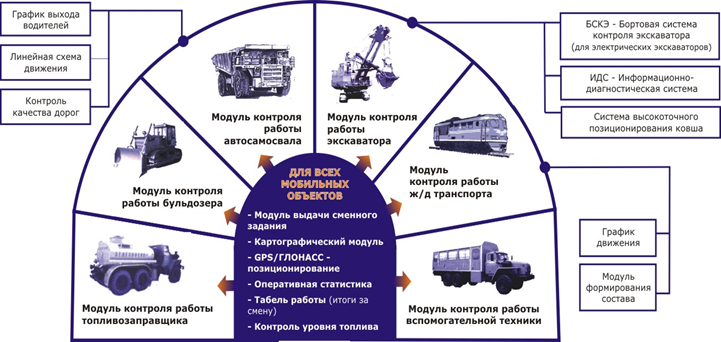 График выхода
водителей
Линейная схема
движения
Контроль
качества дорог
БСКЭ - Бортовая система
контроля экскаватора
(для электрических экскаваторов)
ИДС - Информационно-
диагностическая система
Система высокоточного
позиционирования ковша
Модуль контроля
работы
автосамосвала
Модуль контроля
работы
экскаватора
Модуль контроля
работы бульдозера
Модуль
контроля работы
ж/д транспорта
ДЛЯ ВСЕХ
МОБИЛЬНЫХ
ОБЪЕКТОВ
- Модуль выдачи сменного
задания
- Картографический модуль
- GPS/ГЛОНАСС -
позиционирование
- Оперативная статистика
- Табель работы (итоги за
смену)
- Контроль уровня топлива
График
движения
Модуль
формирования
состава
Модуль контроля работы
топливозаправщика
Модуль контроля работы
вспомогательной техники